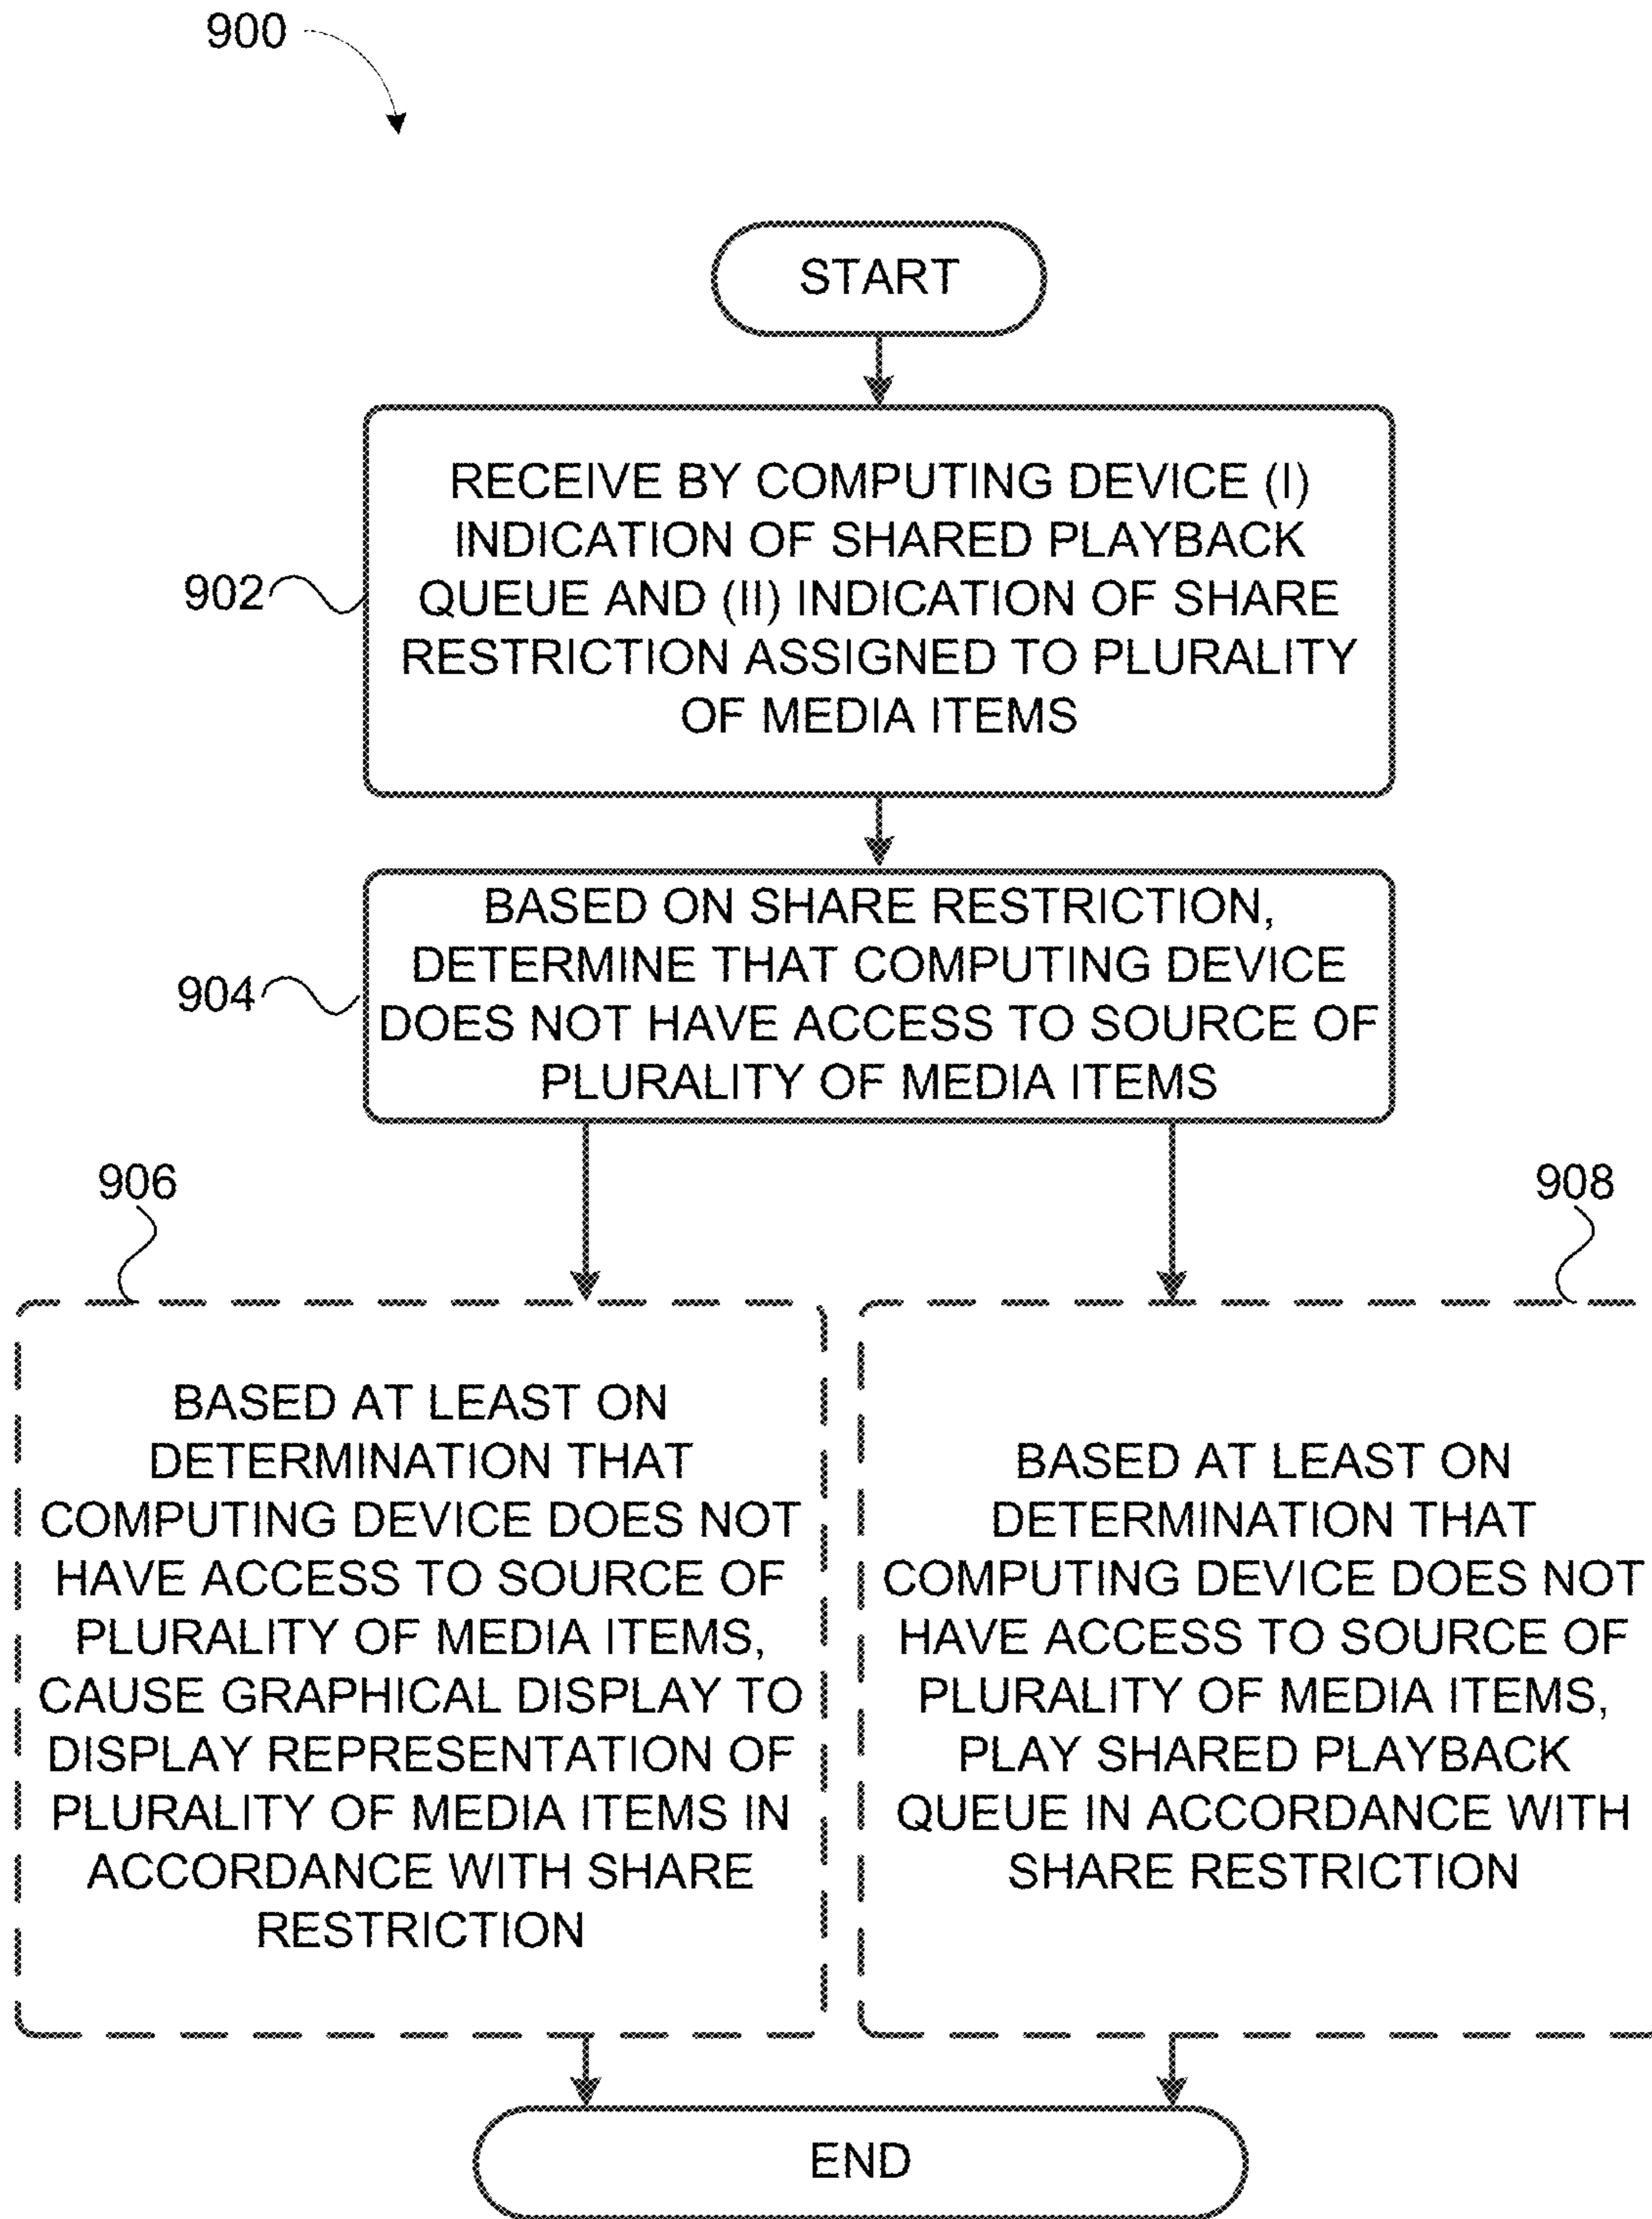 900
START
902
RECEIVE BY COMPUTING DEVICE (I)
INDICATION OF SHARED PLAYBACK
QUEUE AND (II) INDICATION OF SHARE
RESTRICTION ASSIGNED TO PLURALITY
OF MEDIA ITEMS
904
BASED ON SHARE RESTRICTION,
DETERMINE THAT COMPUTING DEVICE
DOES NOT HAVE ACCESS TO SOURCE OF
PLURALITY OF MEDIA ITEMS
906
BASED AT LEAST ON
DETERMINATION THAT
COMPUTING DEVICE DOES NOT
HAVE ACCESS TO SOURCE OF
PLURALITY OF MEDIA ITEMS,
CAUSE GRAPHICAL DISPLAY TO
DISPLAY REPRESENTATION OF
PLURALITY OF MEDIA ITEMS IN
ACCORDANCE WITH SHARE
RESTRICTION
908
BASED AT LEAST ON
DETERMINATION THAT
COMPUTING DEVICE DOES NOT
HAVE ACCESS TO SOURCE OF
PLURALITY OF MEDIA ITEMS,
PLAY SHARED PLAYBACK
QUEUE IN ACCORDANCE WITH
SHARE RESTRICTION
END